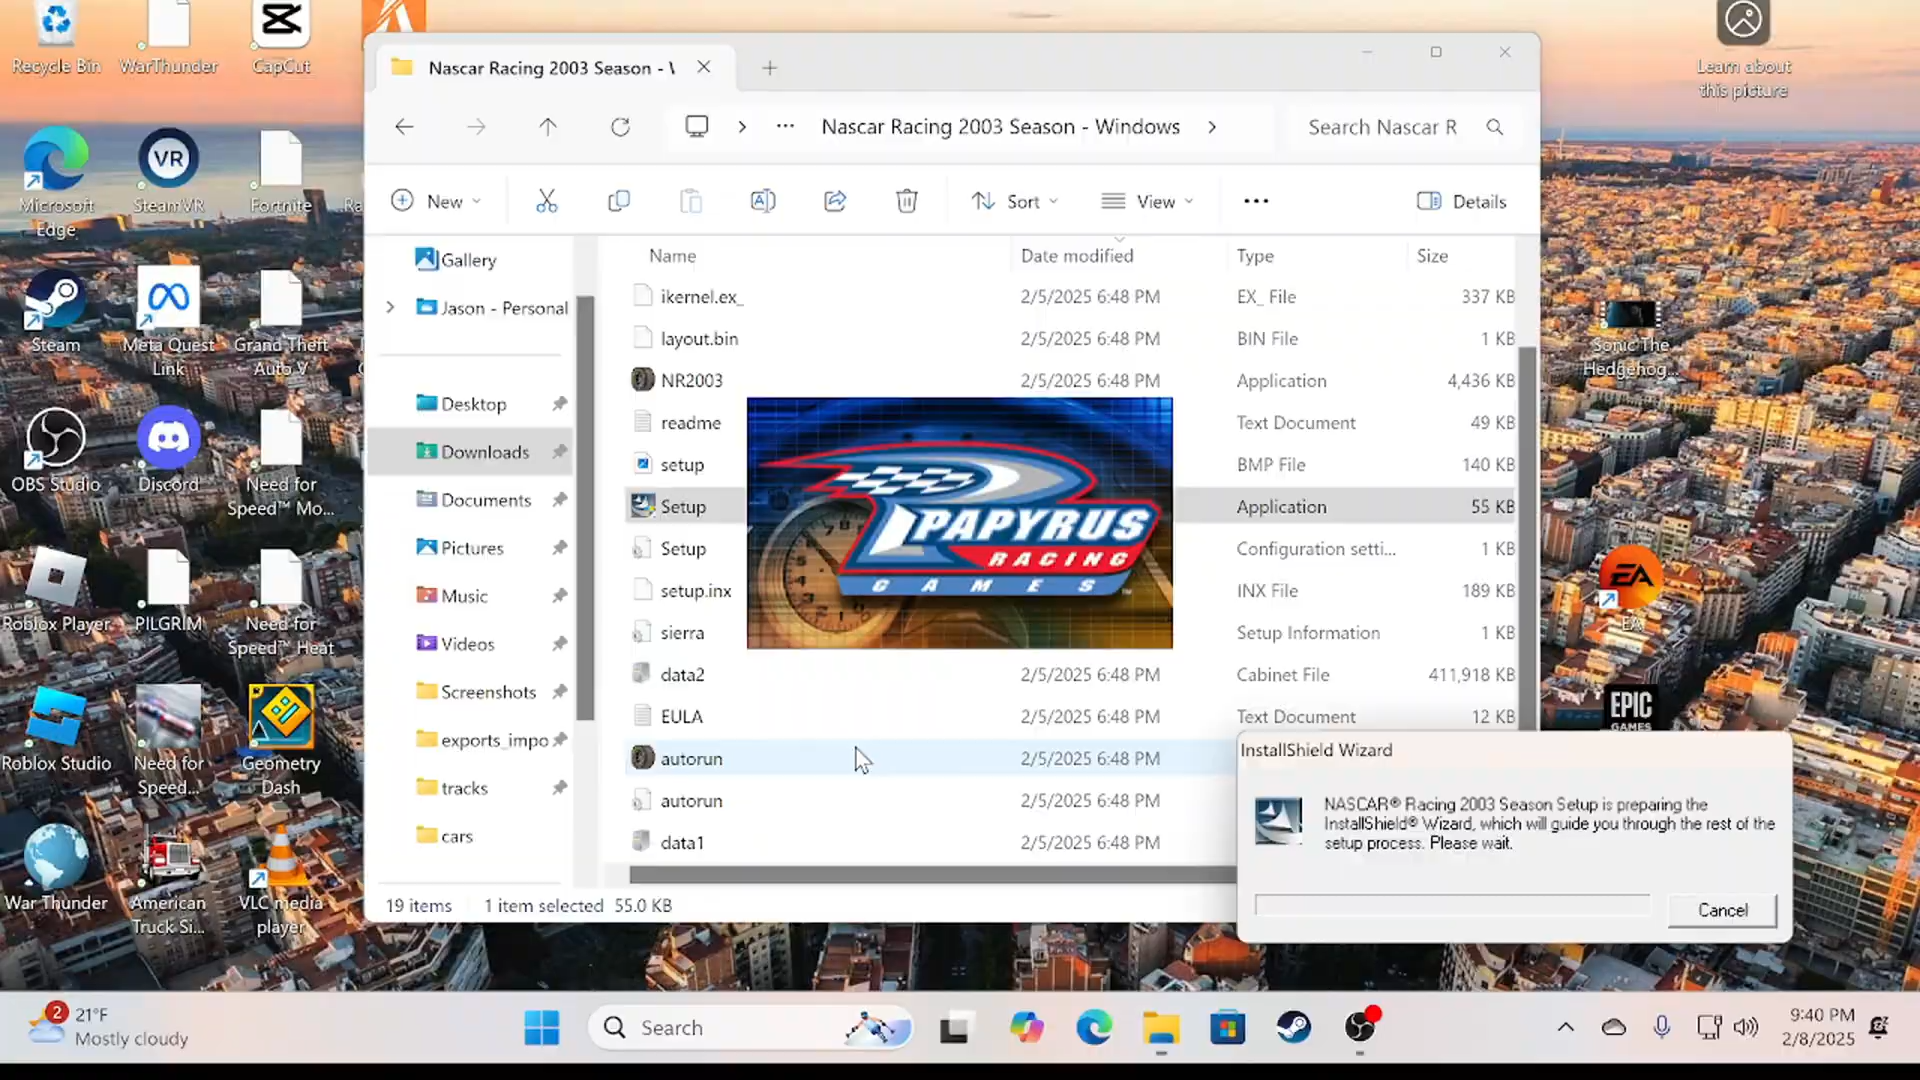 Recycle Bin
WarThunder
CapCut
Learn about
this picture
Nascar Racing 2003 Season - \
Nascar Racing 2003 Season - Windows
Search Nascar R
New
Sort
View
Details
VR
Microsoft
Edge
SteamVR
Fortnite
Ra
Gallery
Jason - Personal
Desktop
Downloads
Documents
Pictures
Music
Videos
Screenshots
exports_impo
tracks
cars
Name
Date modified
Type
Size
ikernel.ex_
2/5/2025 6:48 PM
EX_ File
337 KB
layout.bin
2/5/2025 6:48 PM
BIN File
1 KB
NR2003
2/5/2025 6:48 PM
Application
4,436 KB
readme
Text Document
49 KB
setup
BMP File
140 KB
Setup
Application
55 KB
Setup
Configuration setti...
1 KB
setup.inx
INX File
189 KB
sierra
Setup Information
1 KB
data2
2/5/2025 6:48 PM
Cabinet File
411,918 KB
EULA
2/5/2025 6:48 PM
Text Document
12 KB
autorun
2/5/2025 6:48 PM
autorun
2/5/2025 6:48 PM
data1
2/5/2025 6:48 PM
PAPYRUS
RACING
GAMES
™
19 items
1 item selected 55.0 KB
Steam
Meta Quest
Link
Grand Theft
Auto V
OBS Studio
Discord
Need for
Speed™ Mo...
Roblox Player
PILGRIM
Need for
Speed™ Heat
Roblox Studio
Need for
Speed...
Geometry
Dash
War Thunder
American
Truck Si...
VLC media
player
Sonic The
Hedgehog...
EA
EA
EPIC
GAMES
InstallShield Wizard
NASCAR® Racing 2003 Season Setup is preparing the
InstallShield® Wizard, which will guide you through the rest of the
setup process. Please wait.
Cancel
2
21°F
Mostly cloudy
Search
9:40 PM
2/8/2025